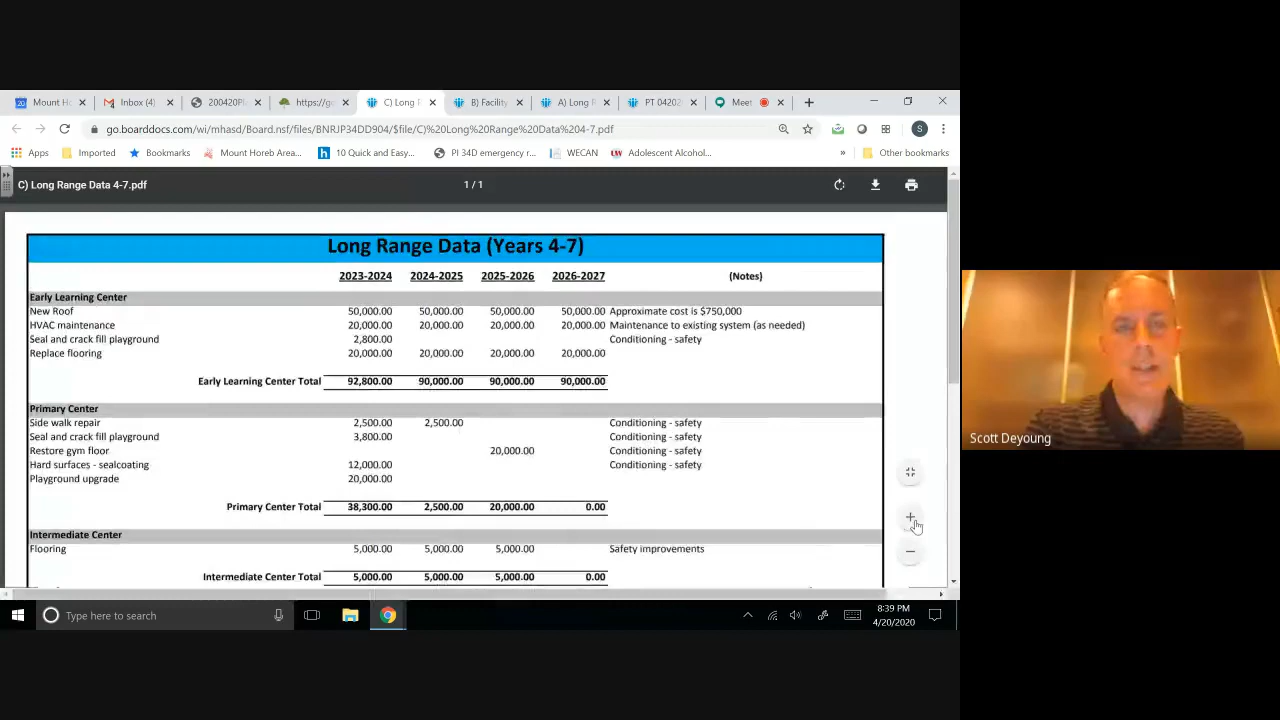 Mount Ho
Inbox (4)
200420Pl
https://go
C) Long R
B) Facility
A) Long R
PT 0420
Meet
go.boarddocs.com/wi/mhasd/Board.nsf/files/BNRJP34DD904/$file/C)%20Long%20Range%20Data%204-7.pdf
S
Apps Imported Bookmarks Mount Horeb Area... 10 Quick and Easy... PI 34D emergency r... WECAN Adolescent Alcohol... » Other bookmarks
C) Long Range Data 4-7.pdf 1 / 1
Long Range Data (Years 4-7)
2023-2024 2024-2025 2025-2026 2026-2027 (Notes)
Early Learning Center
New Roof 50,000.00 50,000.00 50,000.00 50,000.00 Approximate cost is $750,000
HVAC maintenance 20,000.00 20,000.00 20,000.00 20,000.00 Maintenance to existing system (as needed)
Seal and crack fill playground 2,800.00 Conditioning - safety
Replace flooring 20,000.00 20,000.00 20,000.00 20,000.00
Early Learning Center Total 92,800.00 90,000.00 90,000.00 90,000.00
Primary Center
Side walk repair 2,500.00 2,500.00 Conditioning - safety
Seal and crack fill playground 3,800.00 Conditioning - safety
Restore gym floor 20,000.00 Conditioning - safety
Hard surfaces - sealcoating 12,000.00 Conditioning - safety
Playground upgrade 20,000.00
Primary Center Total 38,300.00 2,500.00 20,000.00 0.00
Intermediate Center
Flooring 5,000.00 5,000.00 5,000.00 Safety improvements
Intermediate Center Total 5,000.00 5,000.00 5,000.00 0.00
Scott Deyoung
Type here to search
8:39 PM
4/20/2020